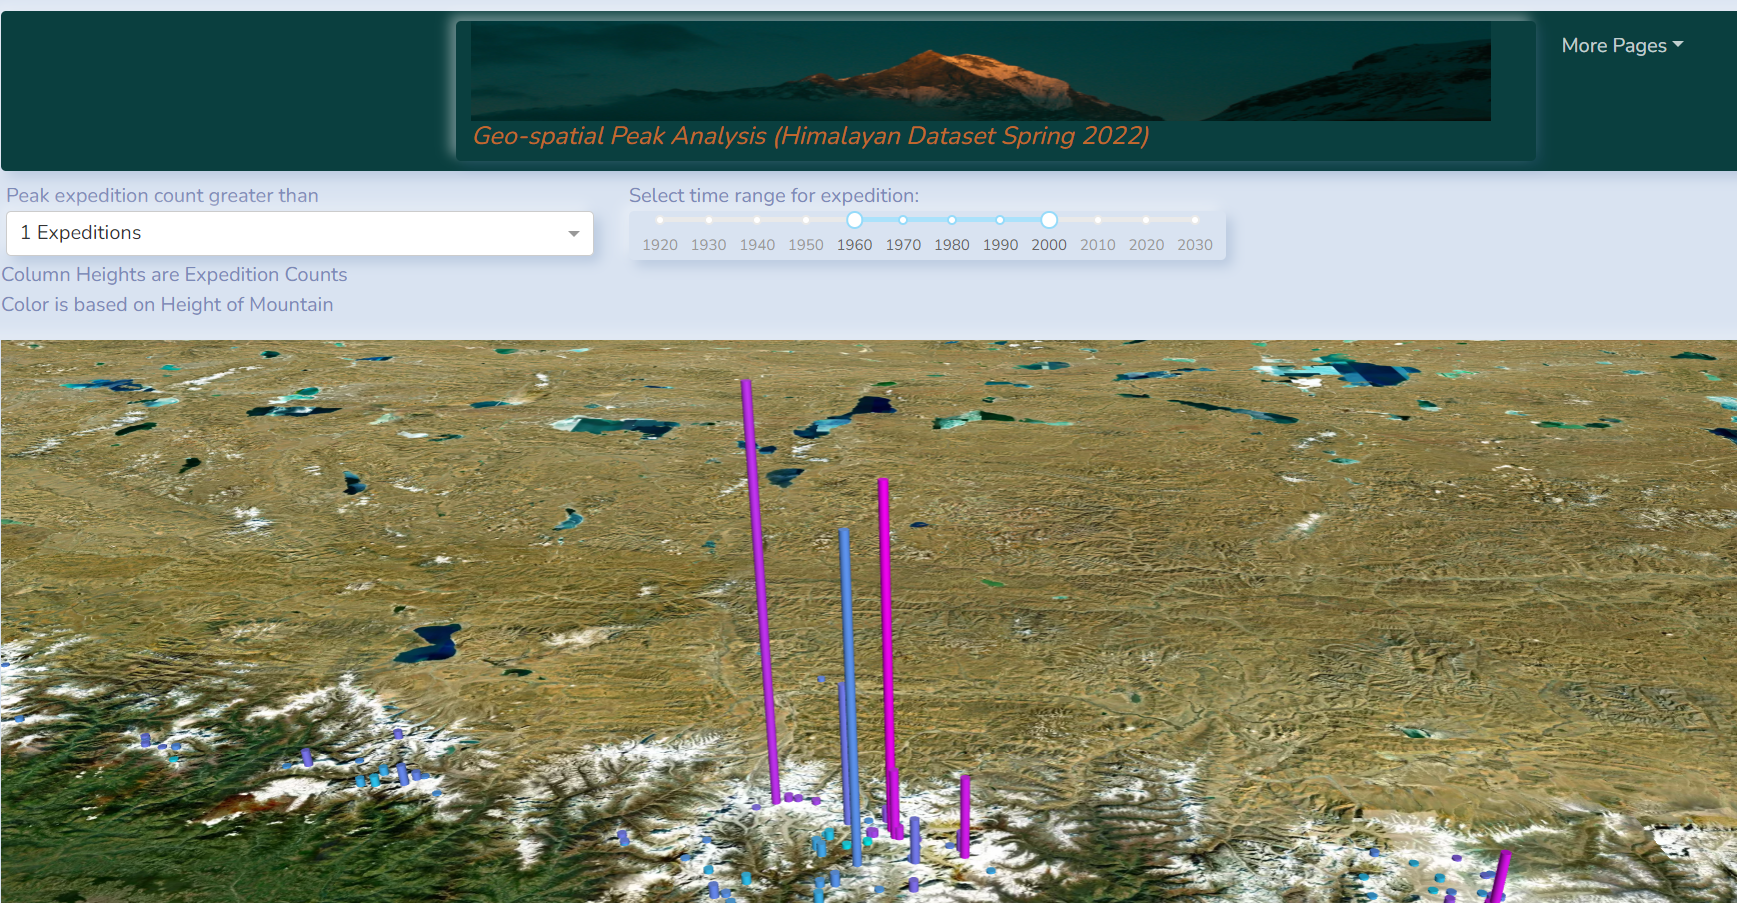 More Pages
Geo-spatial Peak Analysis (Himalayan Dataset Spring 2022)
Peak expedition count greater than
1 Expeditions
Select time range for expedition:
1920 1930 1940 1950 1960 1970 1980 1990 2000 2010 2020 2030
Column Heights are Expedition Counts
Color is based on Height of Mountain